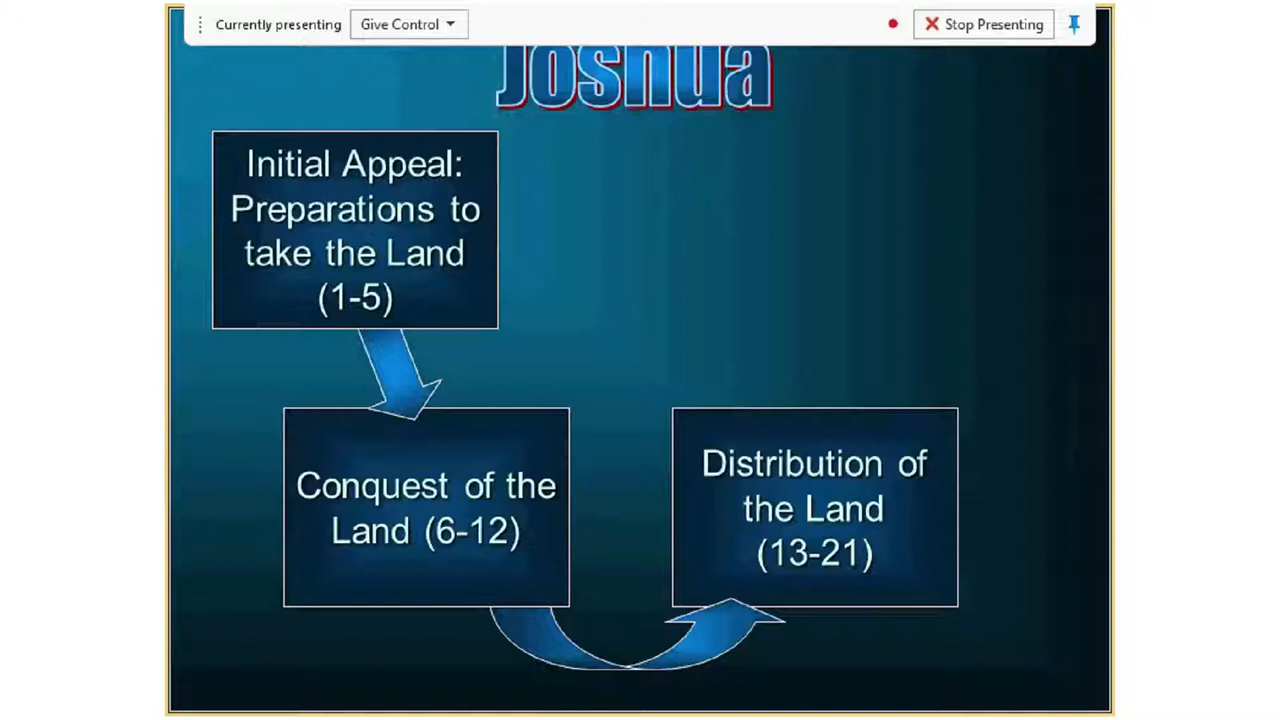 Currently presenting Give Control Stop Presenting
Joshua
Initial Appeal:
Preparations to
take the Land
(1-5)
Conquest of the
Land (6-12)
Distribution of
the Land
(13-21)